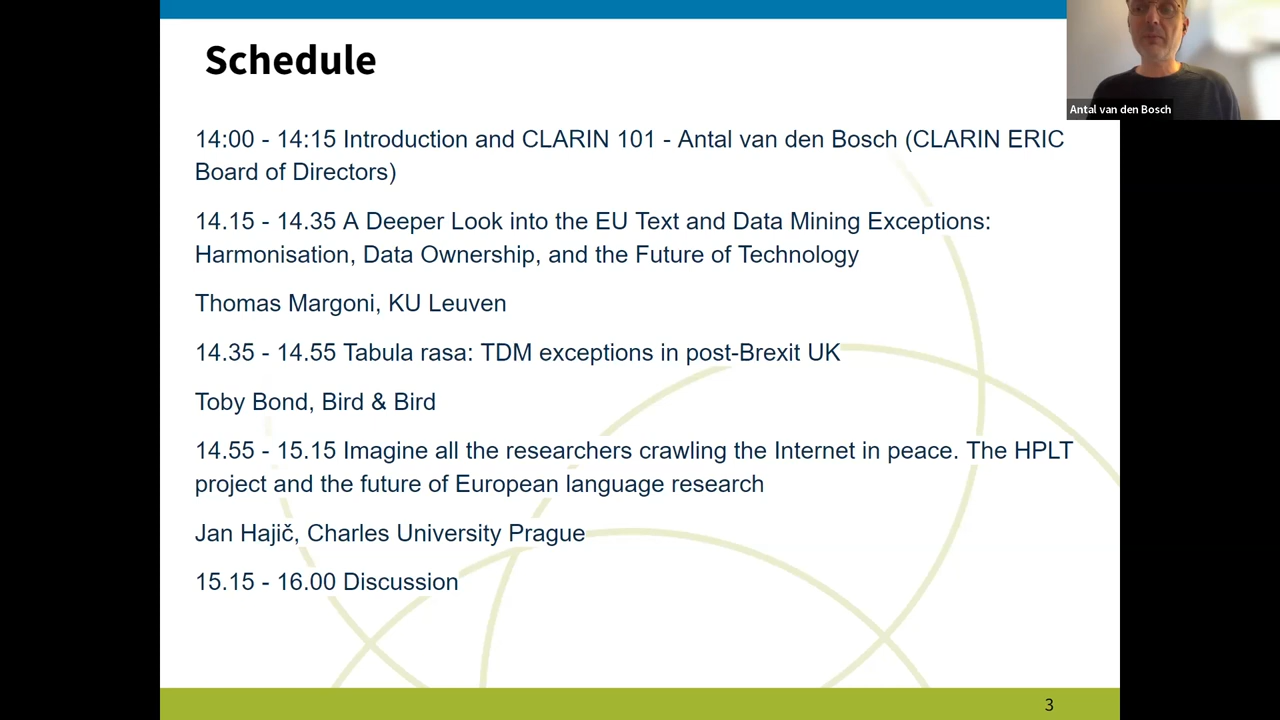 Schedule
Antal van den Bosch
14:00 - 14:15 Introduction and CLARIN 101 - Antal van den Bosch (CLARIN ERIC
Board of Directors)
14.15 - 14.35 A Deeper Look into the EU Text and Data Mining Exceptions:
Harmonisation, Data Ownership, and the Future of Technology
Thomas Margoni, KU Leuven
14.35 - 14.55 Tabula rasa: TDM exceptions in post-Brexit UK
Toby Bond, Bird & Bird
14.55 - 15.15 Imagine all the researchers crawling the Internet in peace. The HPLT
project and the future of European language research
Jan Hajič, Charles University Prague
15.15 - 16.00 Discussion
3